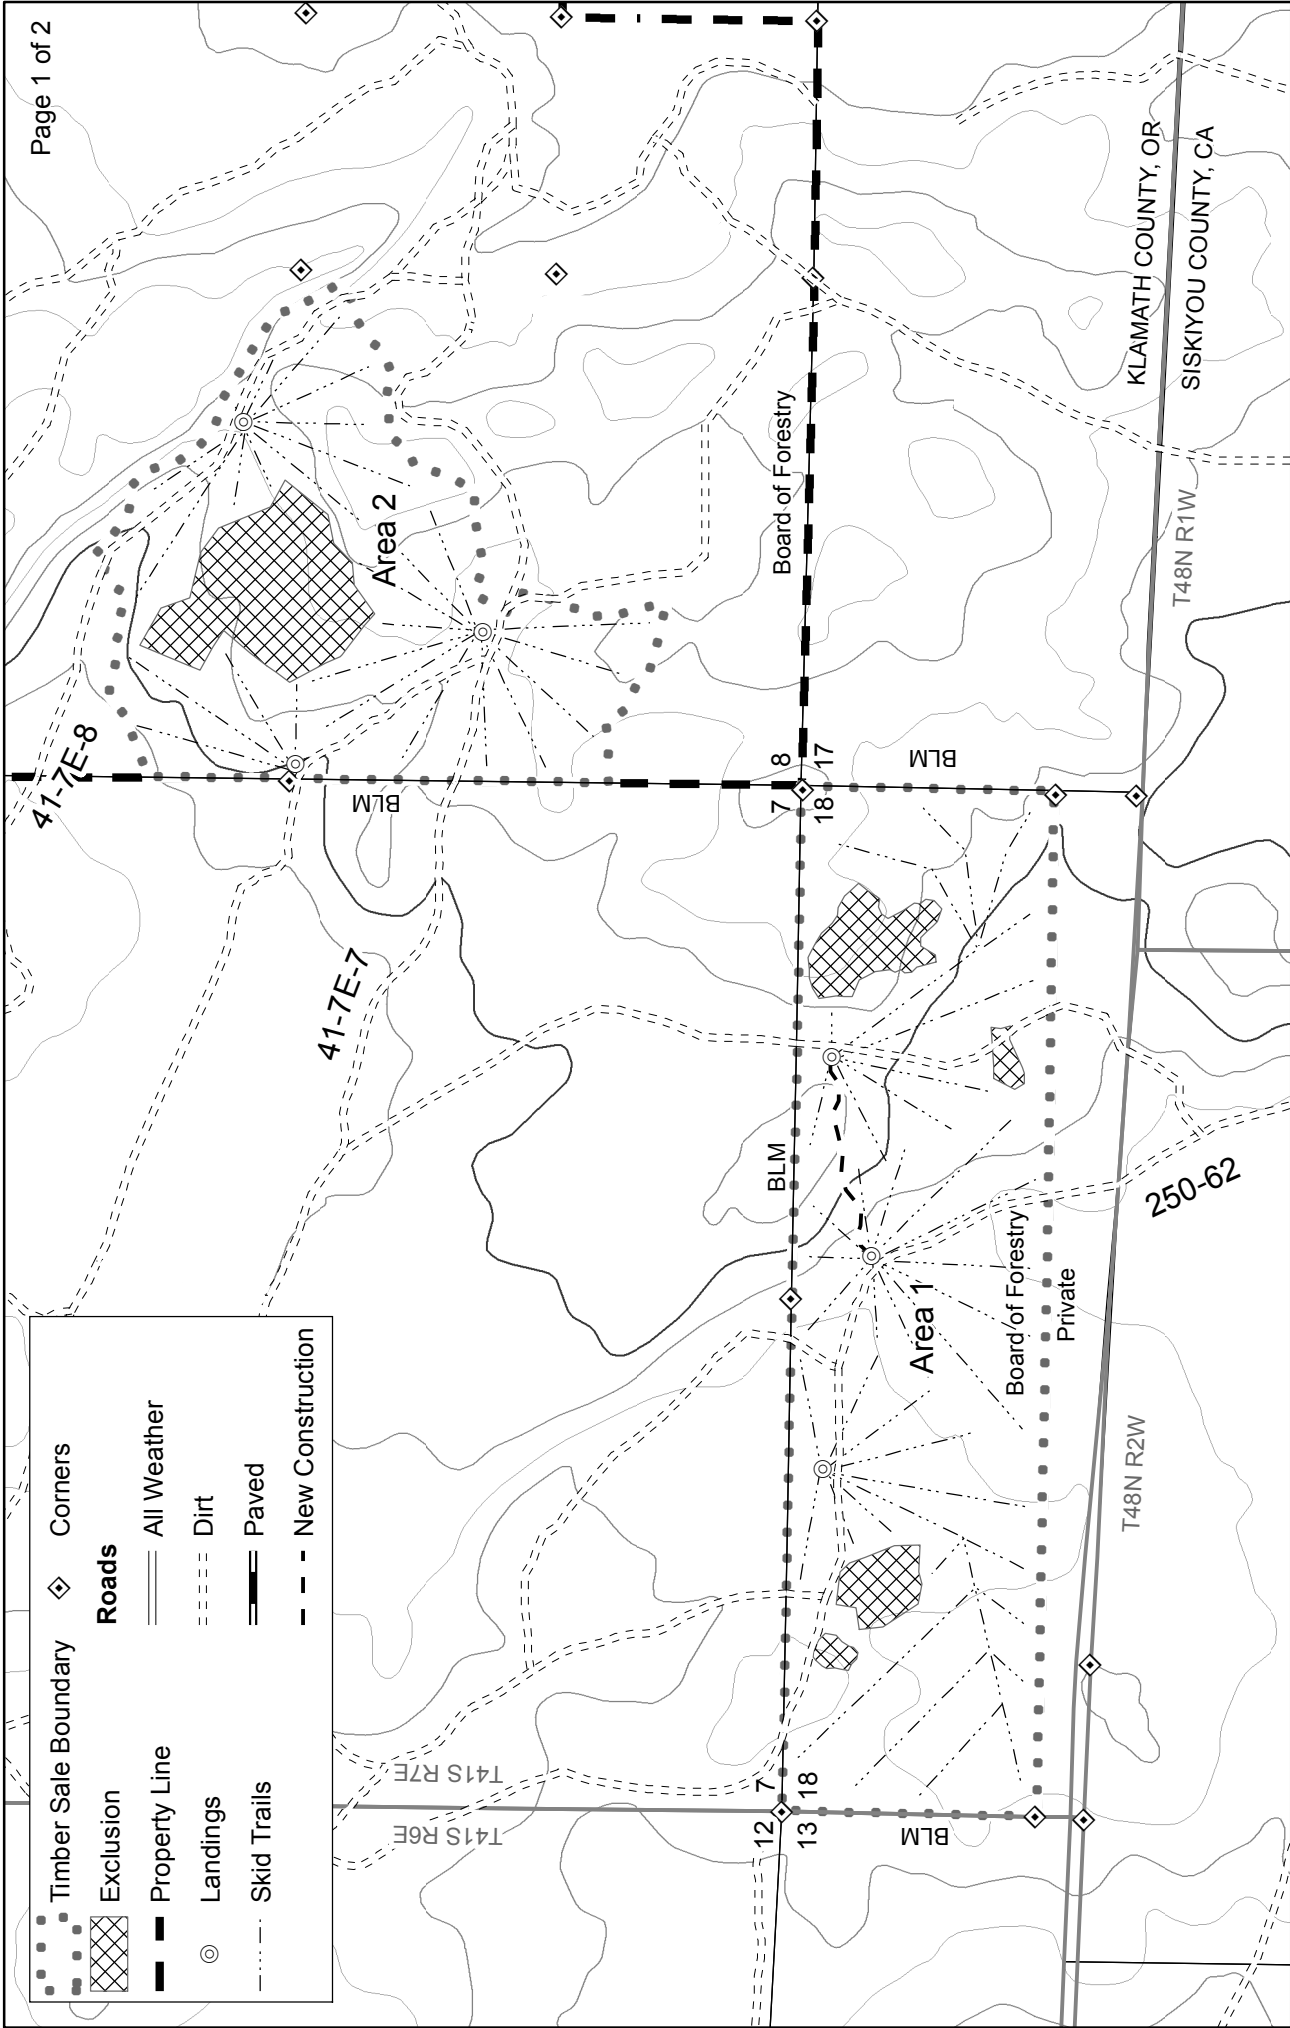 Page 1 of 2
Timber Sale Boundary
Exclusion
Property Line
Landings
Skid Trails
Corners
Roads
All Weather
Dirt
Paved
New Construction
41-7E-8
41-7E-7
Area 2
BLM
Board of Forestry
7 8
18 17
BLM
BLM
T41S R6E
T41S R7E
12 7
13 18
BLM
Area 1
Board of Forestry
Private
250-62
KLAMATH COUNTY, OR
SISKIYOU COUNTY, CA
T48N R2W
T48N R1W